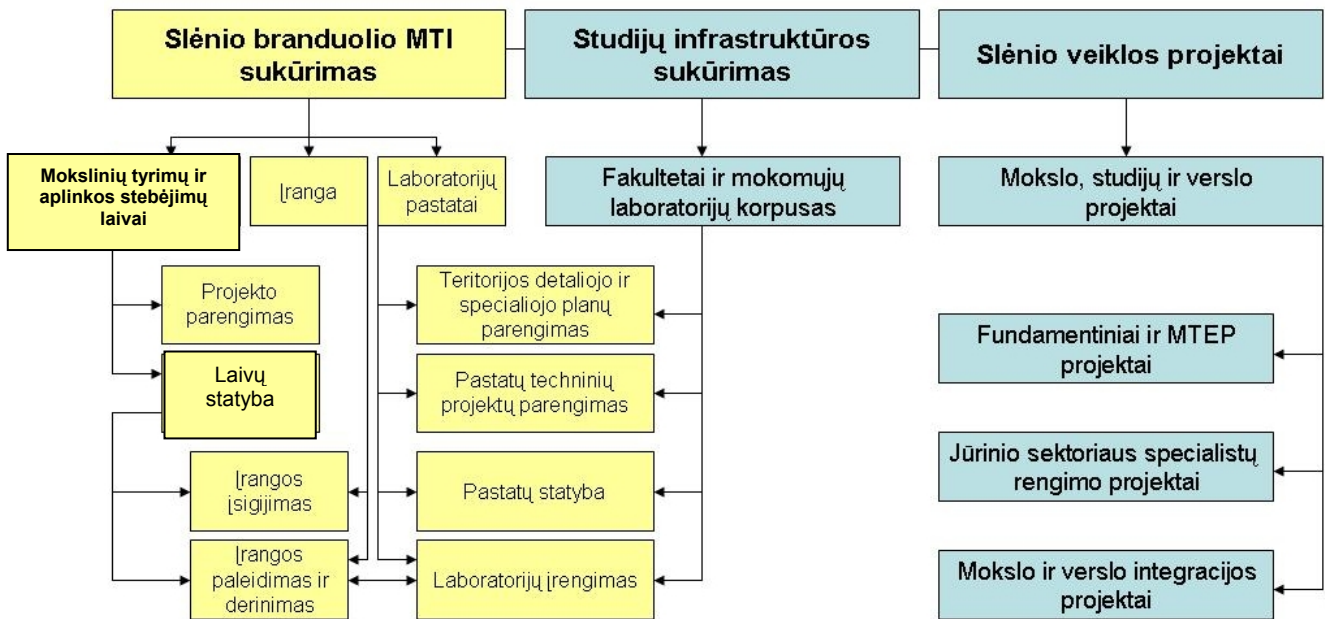 Slėnio branduolio MTI
sukūrimas
Studijų infrastruktūros
sukūrimas
Slėnio veiklos projektai
Mokslinių tyrimų ir
aplinkos stebėjimų
laivai
Įranga
Laboratorijų
pastatai
Fakultetai ir mokomųjų
laboratorijų korpusas
Mokslo, studijų ir verslo
projektai
Projekto
parengimas
Teritorijos detaliojo ir
specialiojo planų
parengimas
Fundamentiniai ir MTEP
projektai
Laivų
statyba
Pastatų techninių
projektų parengimas
Įrangos
įsigijimas
Pastatų statyba
Jūrinio sektoriaus specialistų
rengimo projektai
Įrangos
paleidimas ir
derinimas
Laboratorijų įrengimas
Mokslo ir verslo integracijos
projektai